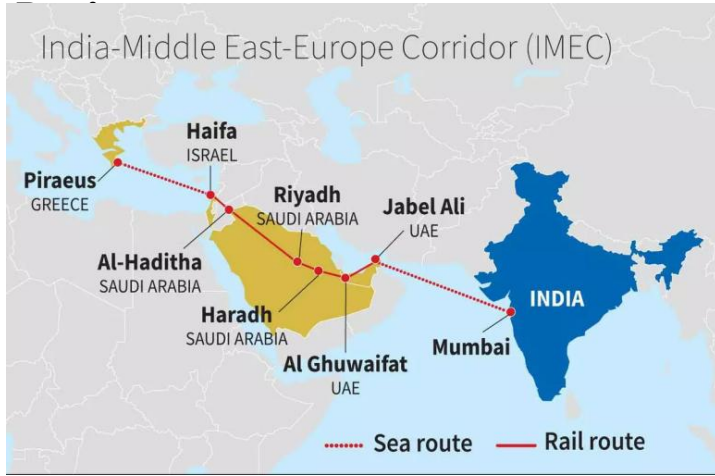 India-Middle East-Europe Corridor (IMEC)
Haifa
ISRAEL
Piraeus
GREECE
Riyadh
SAUDI ARABIA
Jabel Ali
UAE
Al-Haditha
SAUDI ARABIA
Haradh
SAUDI ARABIA
INDIA
Mumbai
Al Ghuwaifat
UAE
Sea route
Rail route